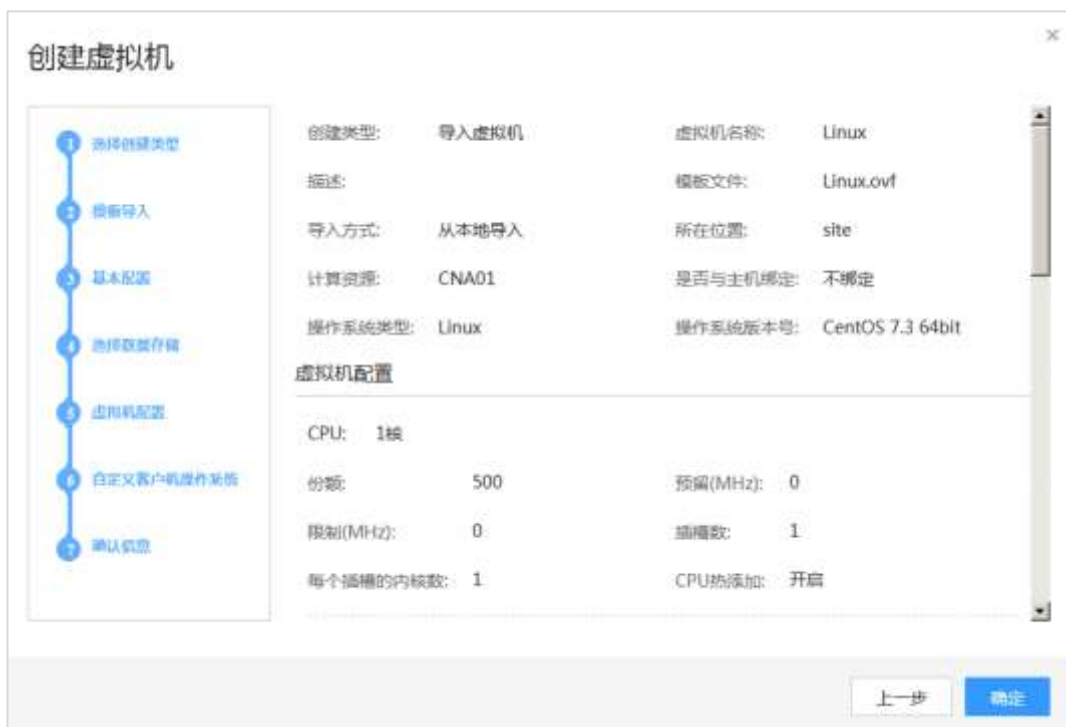 创建虚拟机
×
1 选择创建类型
2 模板导入
3 基本配置
4 选择数据存储
5 虚拟机配置
6 自定义客户机操作系统
7 确认信息
创建类型: 导入虚拟机 虚拟机名称: Linux
描述: 模板文件: Linux.ovf
导入方式: 从本地导入 所在位置: site
计算资源: CNA01 是否与主机绑定: 不绑定
操作系统类型: Linux 操作系统版本号: CentOS 7.3 64bit
虚拟机配置
CPU: 1核
份额: 500 预留(MHz): 0
限制(MHz): 0 插槽数: 1
每个插槽的内核数: 1 CPU热添加: 开启
上一步 确定